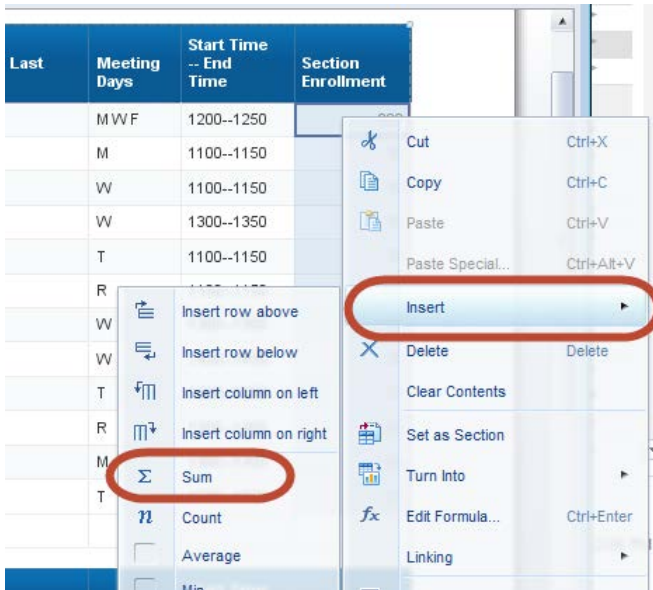 Last
Meeting
Days
Start Time
-- End
Time
Section
Enrollment
M W F 1200--1250
M 1100--1150
W 1100--1150
W 1300--1350
T 1100--1150
R
W
W
T
R
M
T
Cut Ctrl+X
Copy Ctrl+C
Paste Ctrl+V
Paste Special... Ctrl+Alt+V
Insert
Delete Delete
Clear Contents
Set as Section
Turn Into
Edit Formula... Ctrl+Enter
Linking
Insert row above
Insert row below
Insert column on left
Insert column on right
Σ Sum
n Count
Average
Min